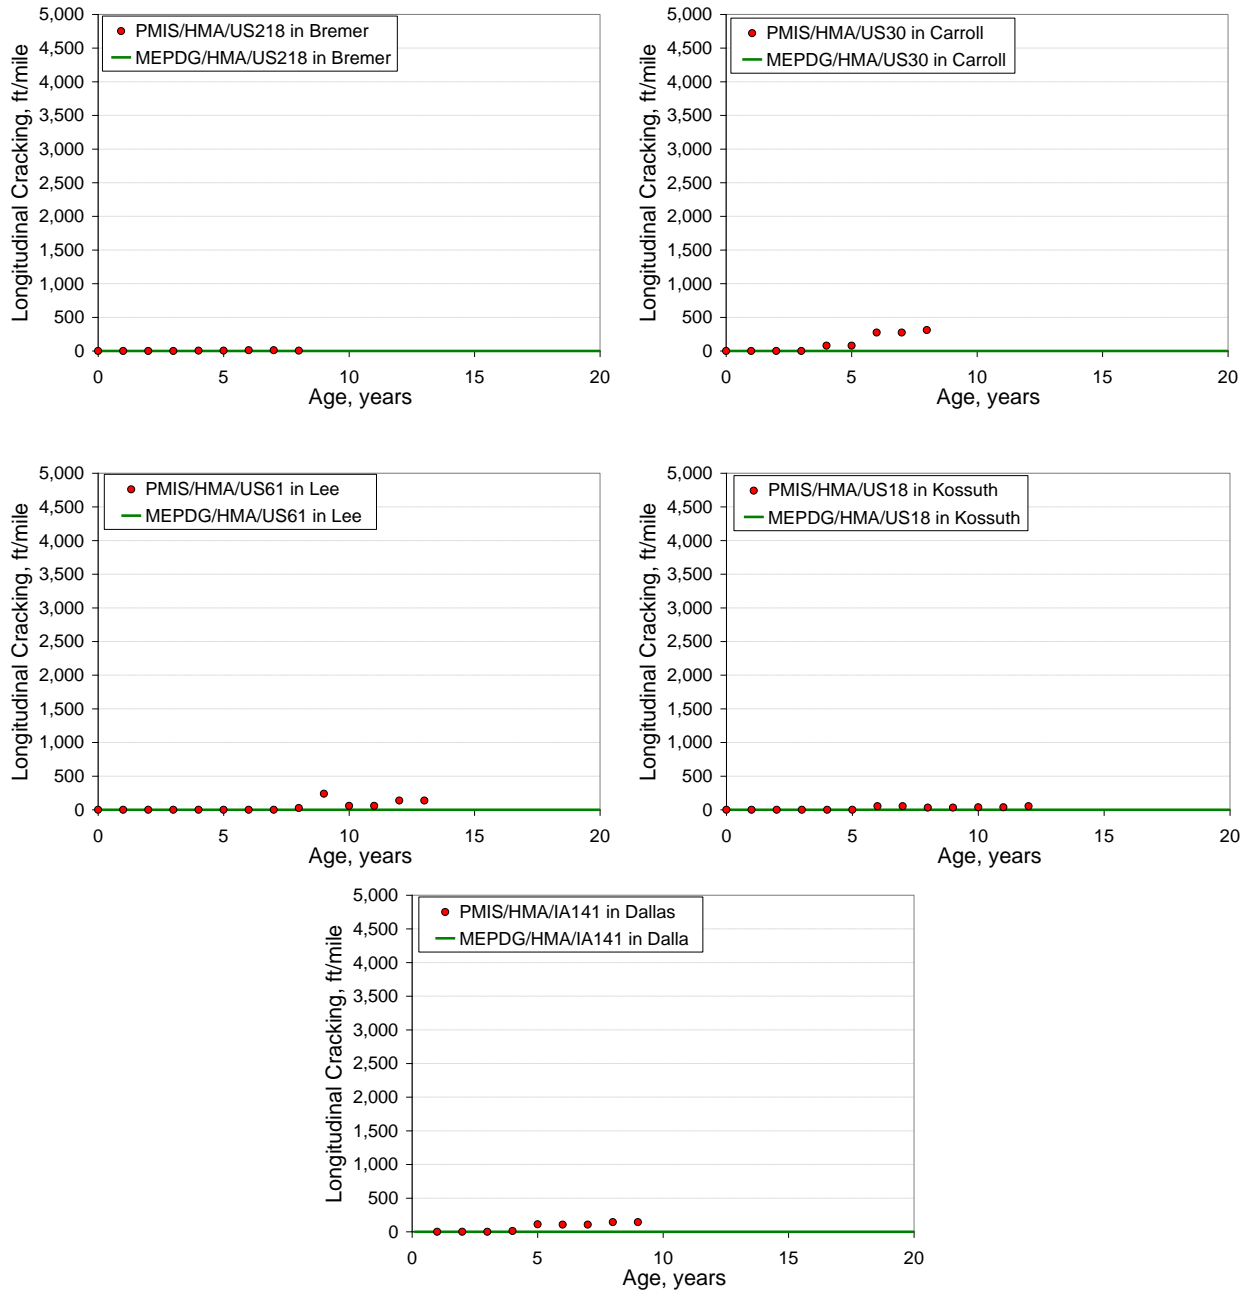 PMIS/HMA/US218 in Bremer
MEPDG/HMA/US218 in Bremer
Longitudinal Cracking, ft/mile
5,000
4,500
4,000
3,500
3,000
2,500
2,000
1,500
1,000
500
0
0 5 10 15 20
Age, years
PMIS/HMA/US30 in Carroll
MEPDG/HMA/US30 in Carroll
Longitudinal Cracking, ft/mile
5,000
4,500
4,000
3,500
3,000
2,500
2,000
1,500
1,000
500
0
0 5 10 15 20
Age, years
PMIS/HMA/US61 in Lee
MEPDG/HMA/US61 in Lee
Longitudinal Cracking, ft/mile
5,000
4,500
4,000
3,500
3,000
2,500
2,000
1,500
1,000
500
0
0 5 10 15 20
Age, years
PMIS/HMA/US18 in Kossuth
MEPDG/HMA/US18 in Kossuth
Longitudinal Cracking, ft/mile
5,000
4,500
4,000
3,500
3,000
2,500
2,000
1,500
1,000
500
0
0 5 10 15 20
Age, years
PMIS/HMA/IA141 in Dallas
MEPDG/HMA/IA141 in Dalla
Longitudinal Cracking, ft/mile
5,000
4,500
4,000
3,500
3,000
2,500
2,000
1,500
1,000
500
0
0 5 10 15 20
Age, years